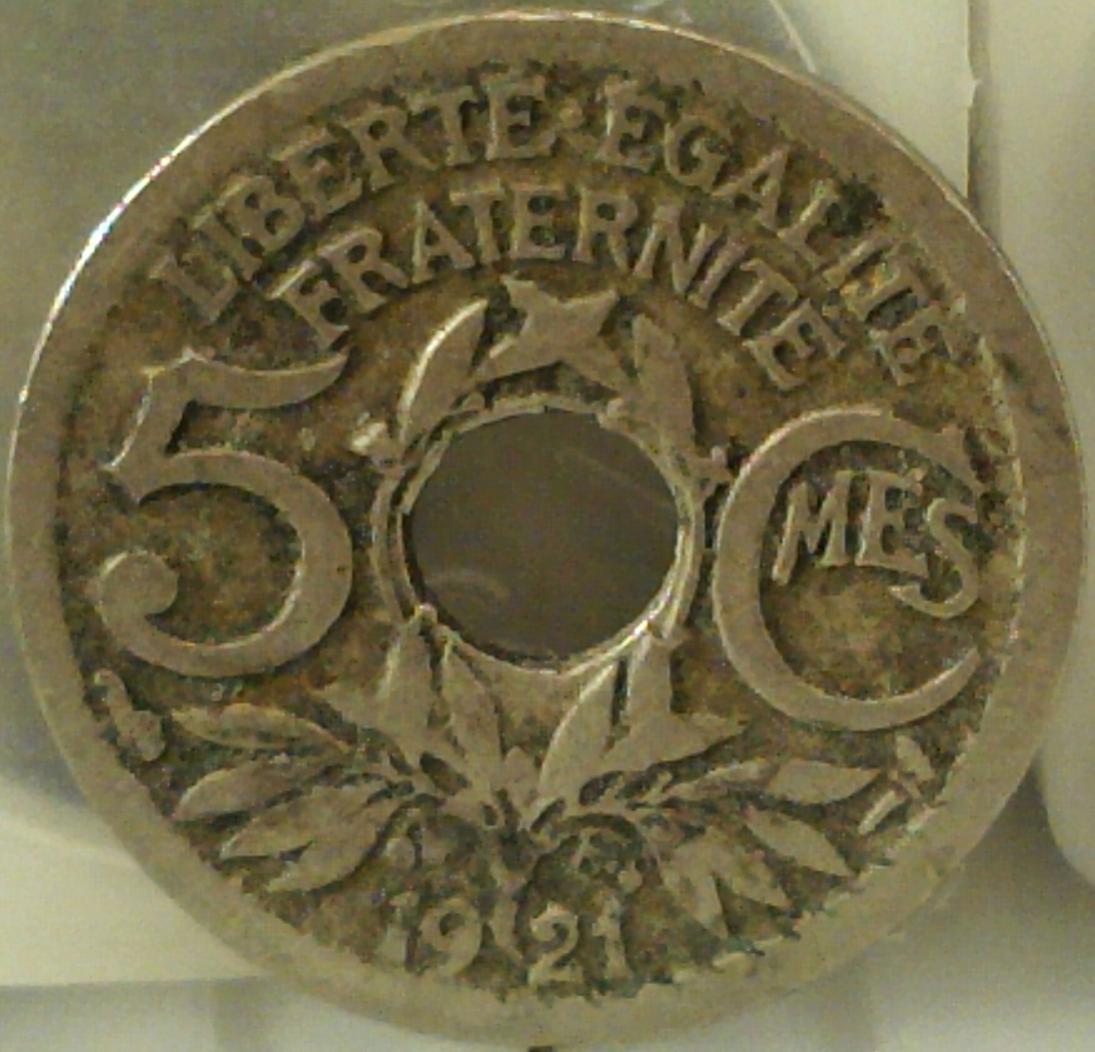 LIBERTE·EGALITE
FRATERNITE
5 CMES
1921